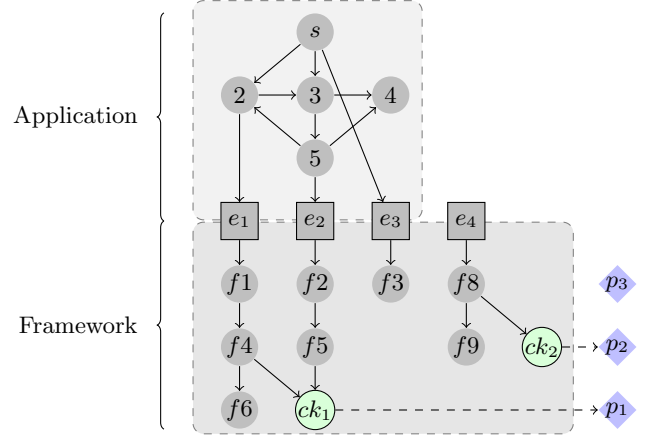 s
2 3 4
Application
5
e1 e2 e3 e4
f1 f2 f3 f8 p3
Framework
f4 f5 f9 ck2 p2
f6 ck1 p1